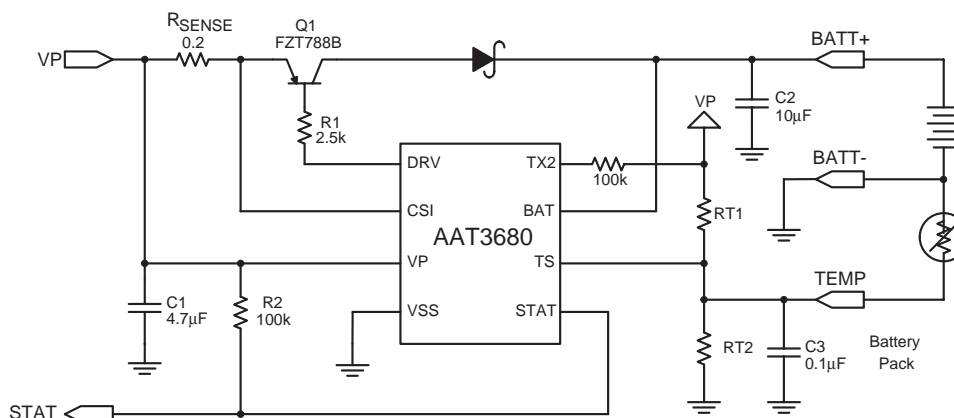 RSENSE
0.2
Q1
FZT788B
VP
BATT+
R1
2.5k
VP
C2
10µF
DRV
TX2
100k
BATT-
CSI
BAT
RT1
AAT3680
VP
TS
TEMP
C1
4.7µF
R2
100k
VSS
STAT
RT2
C3
0.1µF
Battery
Pack
STAT